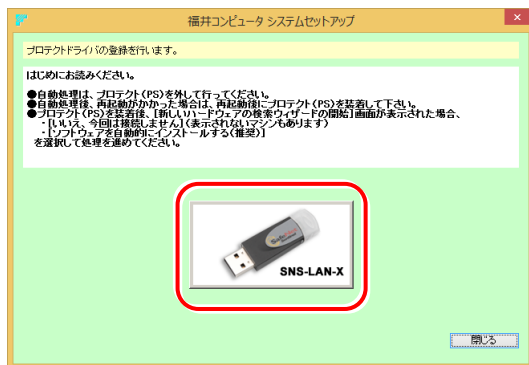 福井コンピュータ システムセットアップ
プロテクトドライバの登録を行います。
はじめにお読みください。
●自動処理は、プロテクト(PS)を外して行ってください。
●自動処理後、再起動がかかった場合は、再起動後にプロテクト(PS)を装着して下さい。
●プロテクト(PS)を装着後、[新しいハードウェアの検索ウィザードの開始]画面が表示された場合、
・[いいえ、今回は接続しません](表示されないマシンもあります)
・[ソフトウェアを自動的にインストールする(推奨)]
を選択して処理を進めてください。
SNS-LAN-X
閉じる